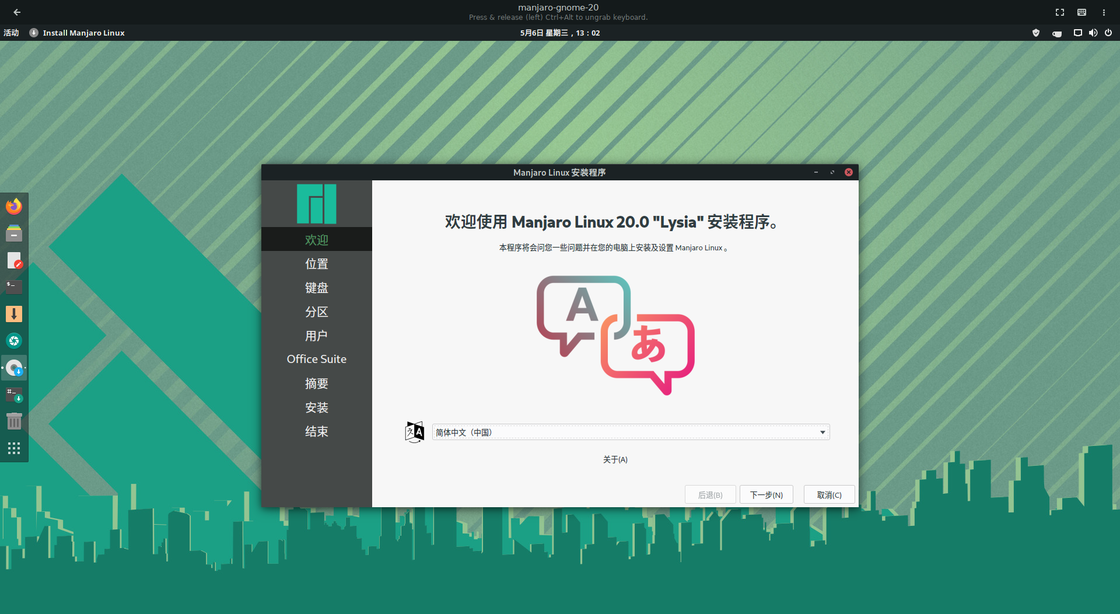 manjaro-gnome-20
Press & release (left) Ctrl+Alt to ungrab keyboard.
活动 Install Manjaro Linux 5月6日 星期三，13：02
Manjaro Linux 安装程序
欢迎
位置
键盘
分区
用户
Office Suite
摘要
安装
结束
欢迎使用 Manjaro Linux 20.0 "Lysia" 安装程序。
本程序将会问您一些问题并在您的电脑上安装及设置 Manjaro Linux 。
A
あ
简体中文（中国）
关于(A)
后退(B) 下一步(N) 取消(C)